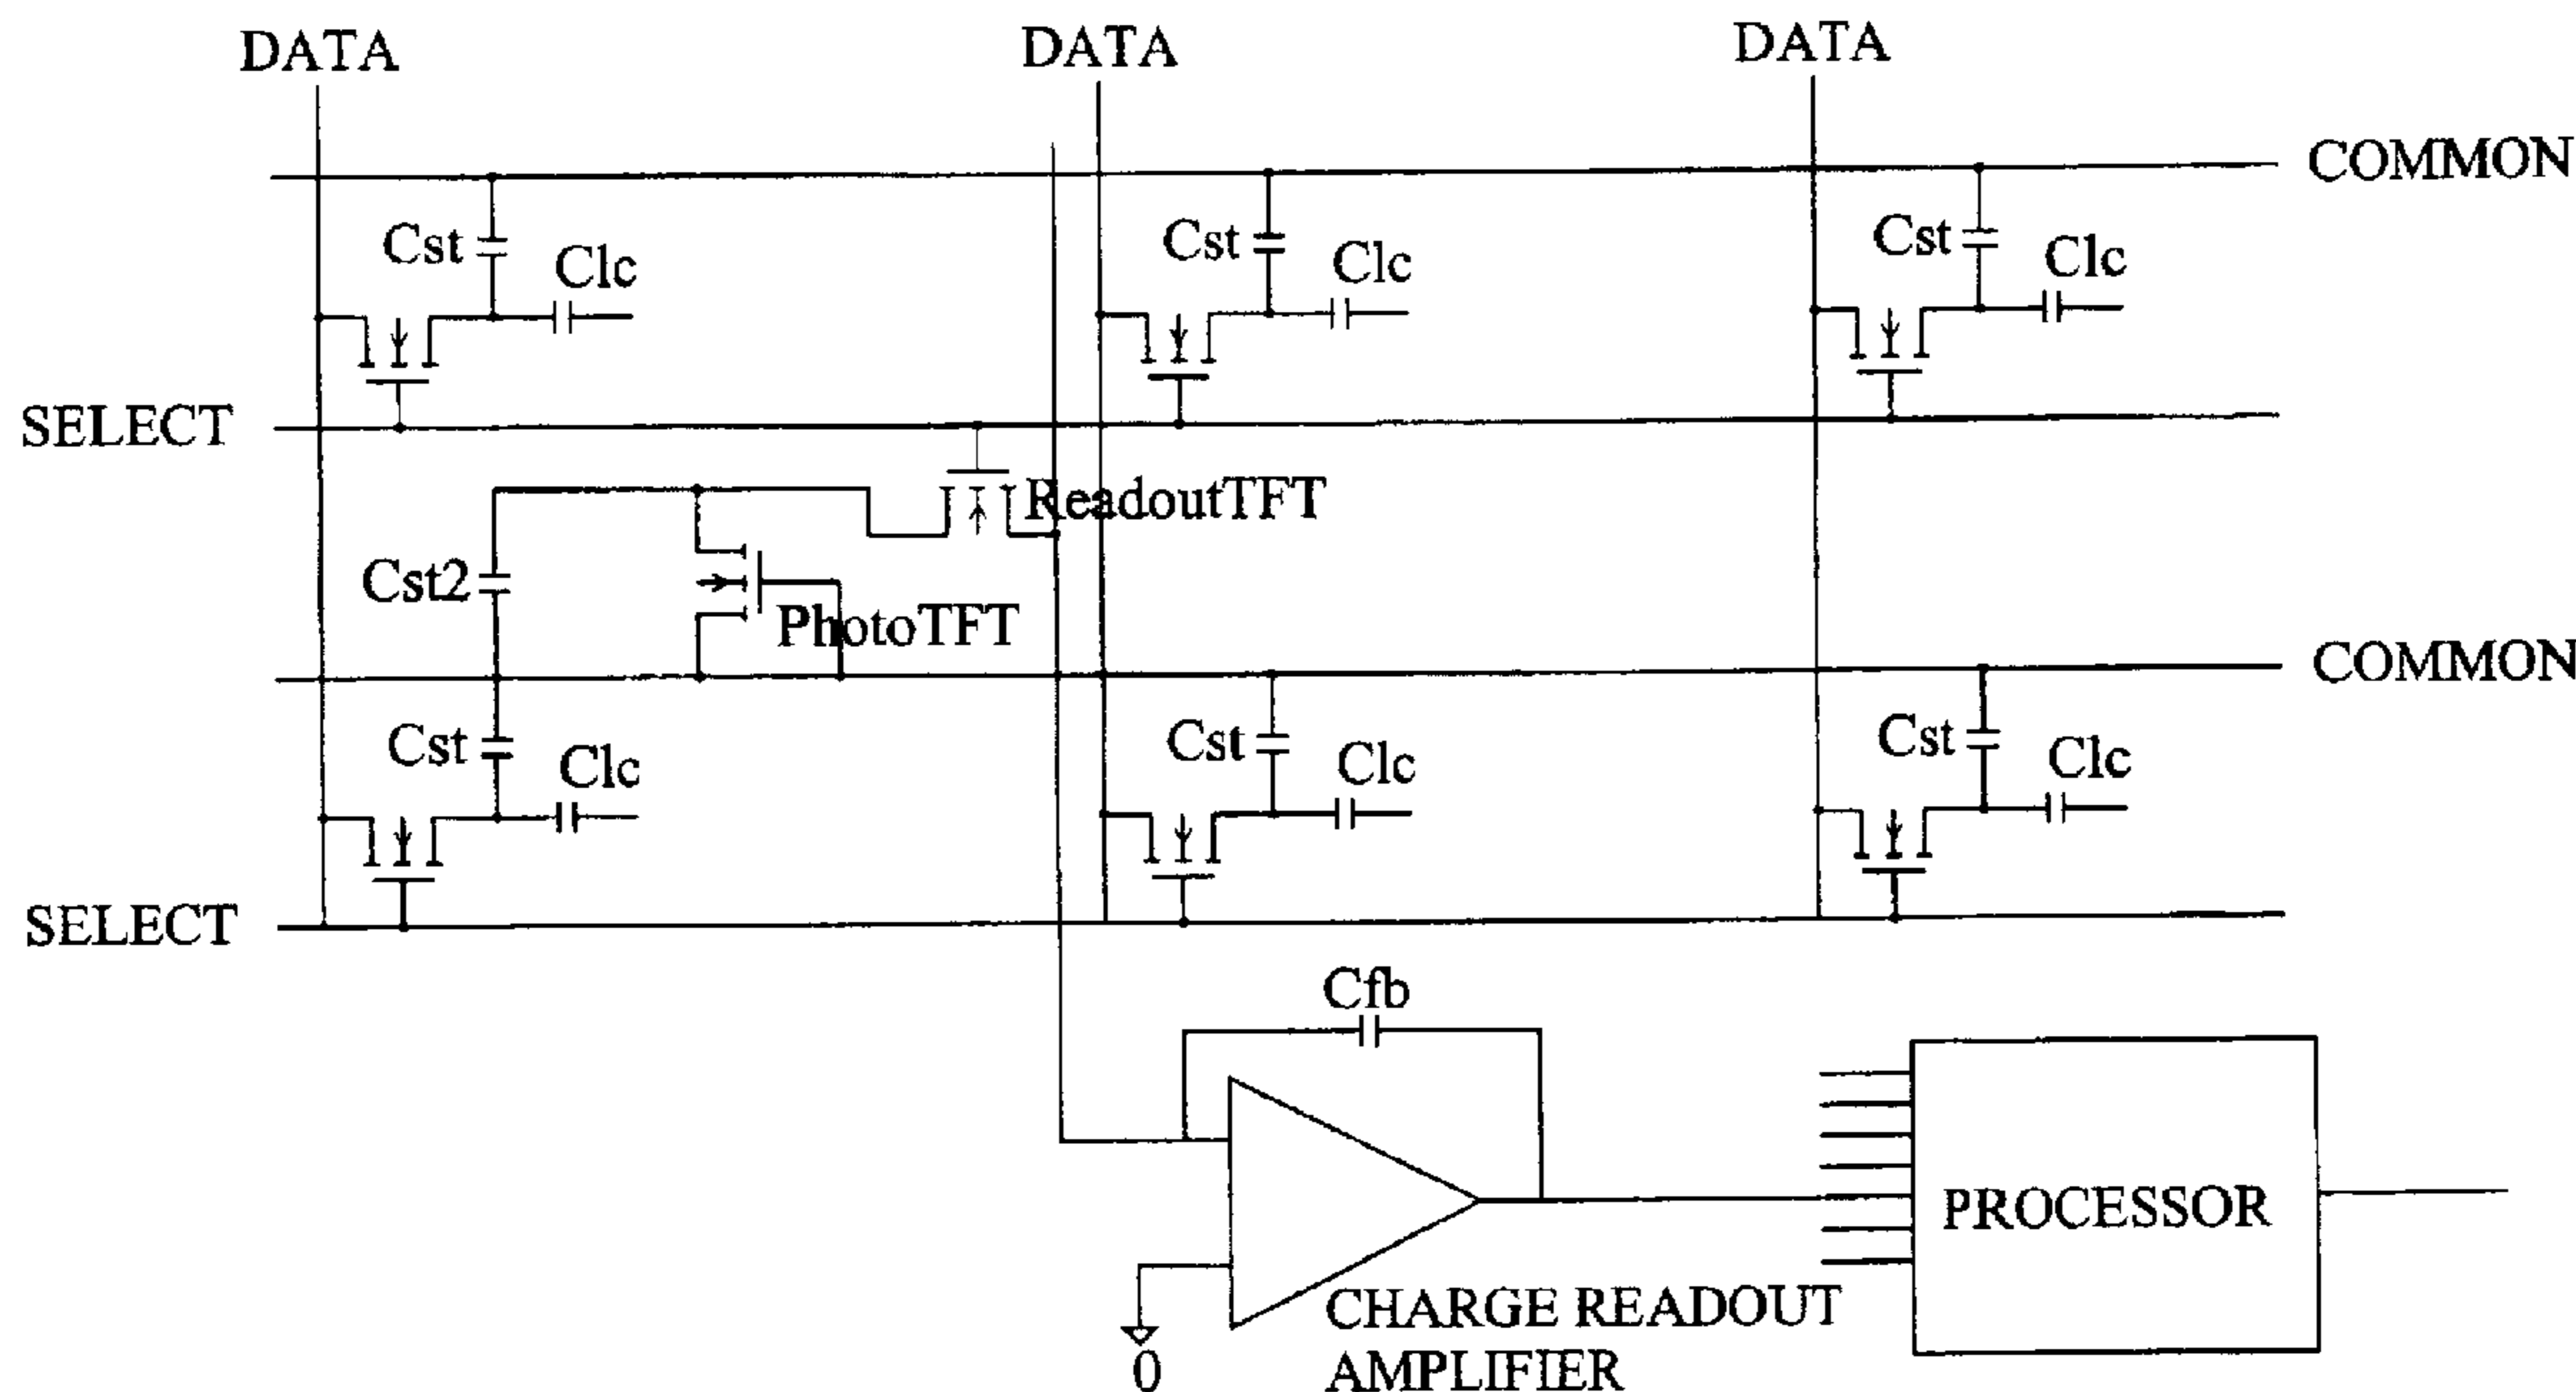 DATA DATA DATA
COMMON
Cst Clc Cst Clc Cst Clc
SELECT
ReadoutTFT
Cst2
PhotoTFT
COMMON
Cst Clc Cst Clc Cst Clc
SELECT
Cfb
PROCESSOR
CHARGE READOUT
AMPLIFIER
0